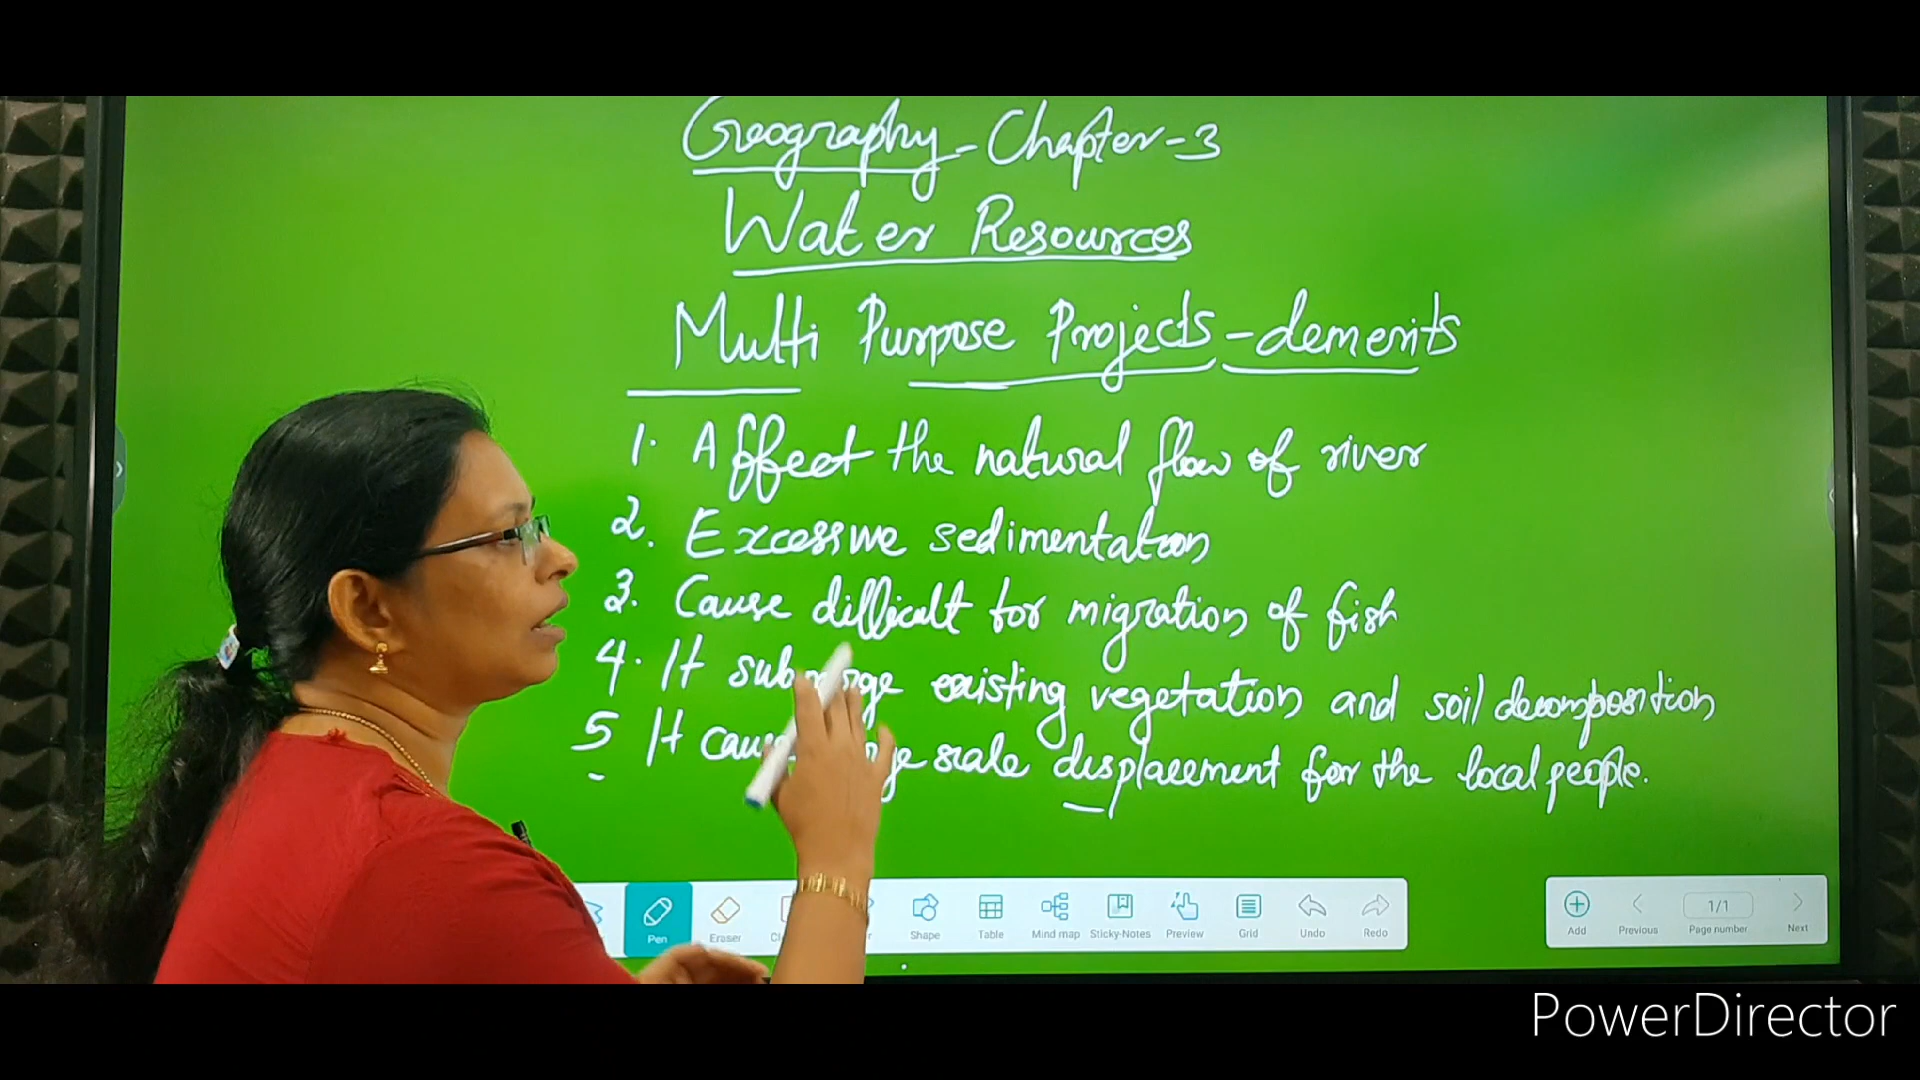 Geography - Chapter - 3
Water Resources
Multi Purpose Projects - demerits
1. Affect the natural flow of river
2. Excessive sedimentation
3. Cause difficult for migration of fish
4. It existing vegetation and soil decomposition
5 It scale displacement for the local people.
Pen
Eraser
Shape
Table
Mind map
Sticky-Notes
Preview
Grid
Undo
Redo
Add
Previous
1/1
Page number
Next
PowerDirector